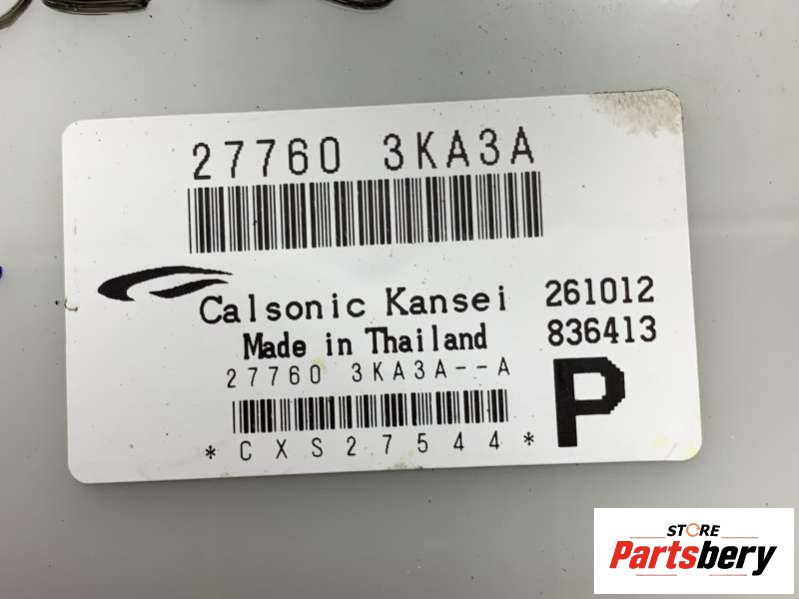 27760 3KA3A
Calsonic Kansei 261012
Made in Thailand 836413
27760 3KA3A--A
P
*CXS27544*
STORE
Partsbery